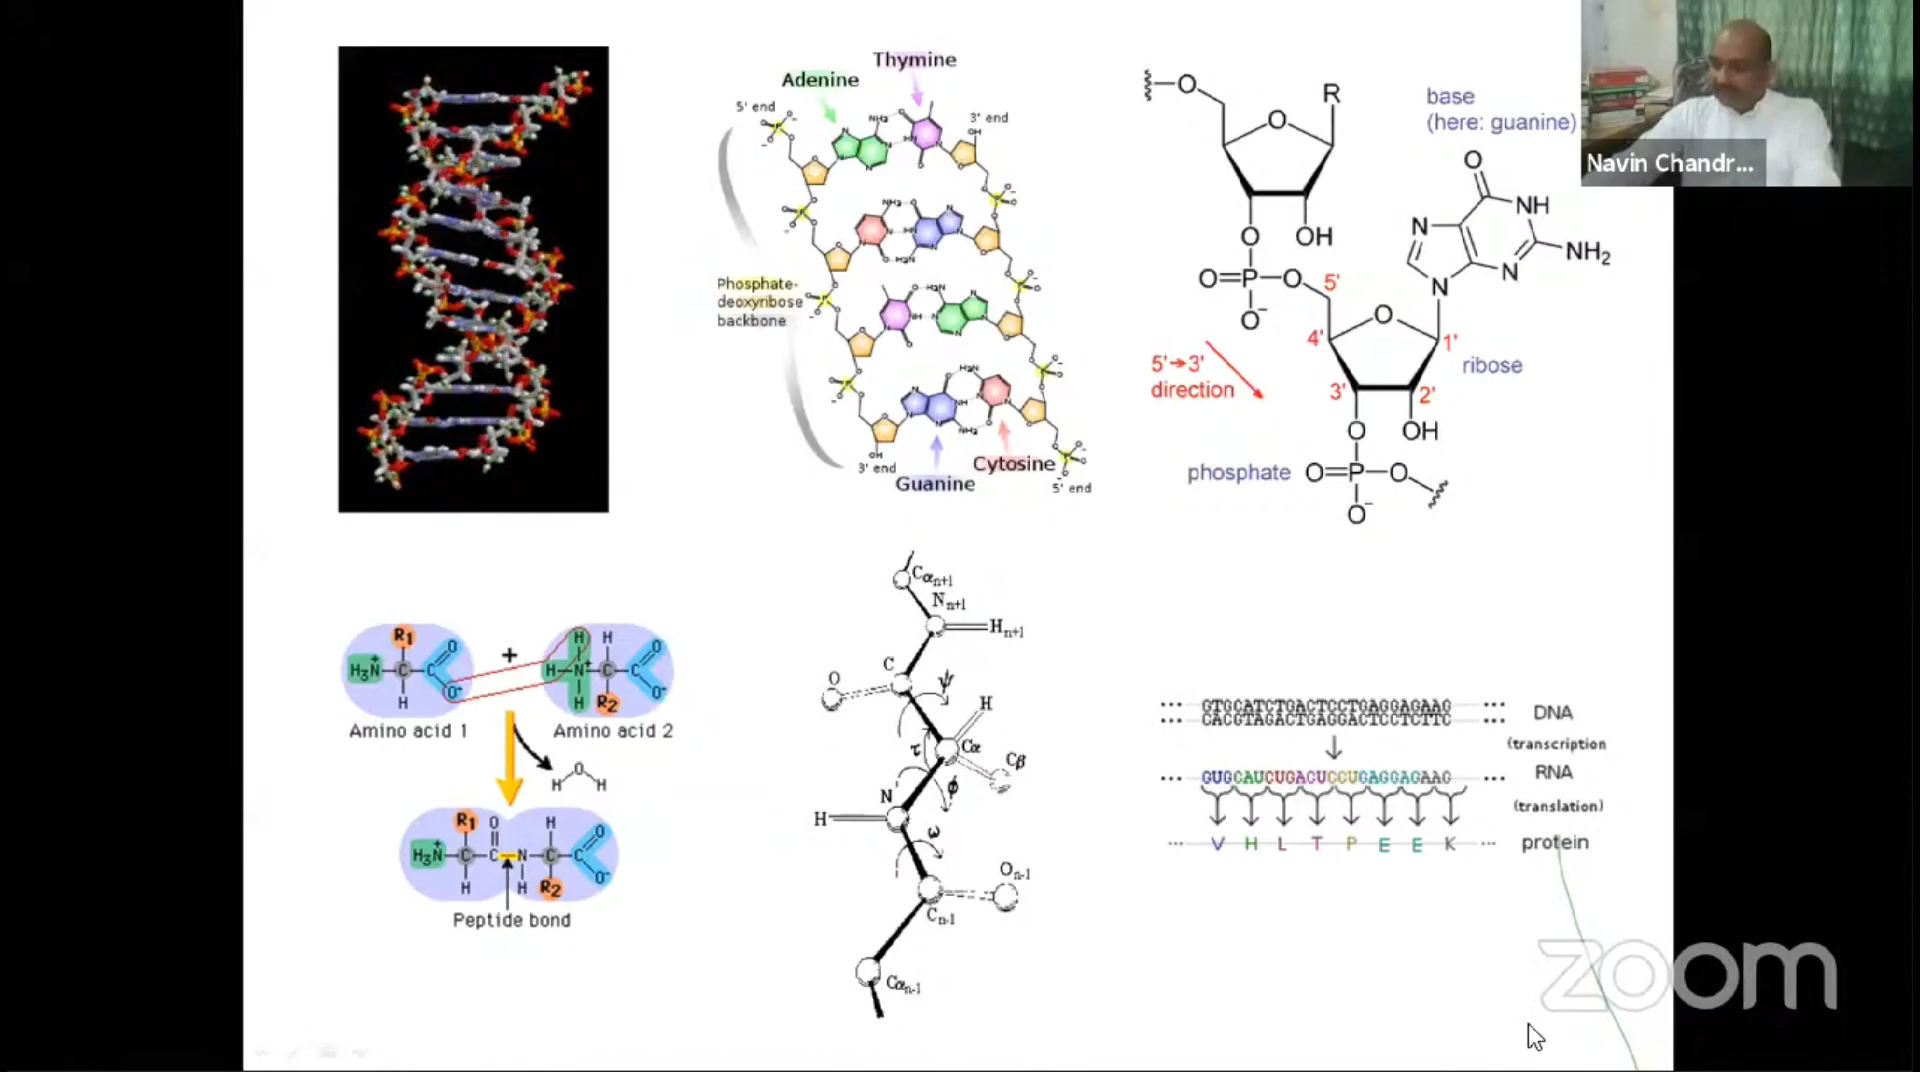 Thymine
Adenine
5' end
3' end
Phosphate-
deoxyribose
backbone
3' end
Guanine
Cytosine
5' end
O
R
O
O
OH
O=P-O
O-
base
(here: guanine)
O
NH
N
N
N
NH2
5'
O
4'
1'
3'
2'
ribose
5'→3'
direction
O
OH
phosphate
O=P-O
O-
Navin Chandr...
R1
H3N+ C C O O-
H
+
H H
H N+ C C O O-
H R2
Amino acid 1
Amino acid 2
H O H
R1 O H
H3N+ C C N C C O O-
H H R2
Peptide bond
Cαn+1
Nn+1
Hn+1
C
O
ψ
H
τ
Cα
Cβ
ϕ
N
H
ω
On-1
Cn-1
Cαn-1
... GTGCATCTGACTCCTGAGGAGAAG ...
... CACGTAGACTGAGGACTCCTCTTC ...
DNA
(transcription
... GUGCAUCUGACUCCUGAGGAGAAG ...
RNA
(translation)
... V H L T P E E K ...
protein
zoom